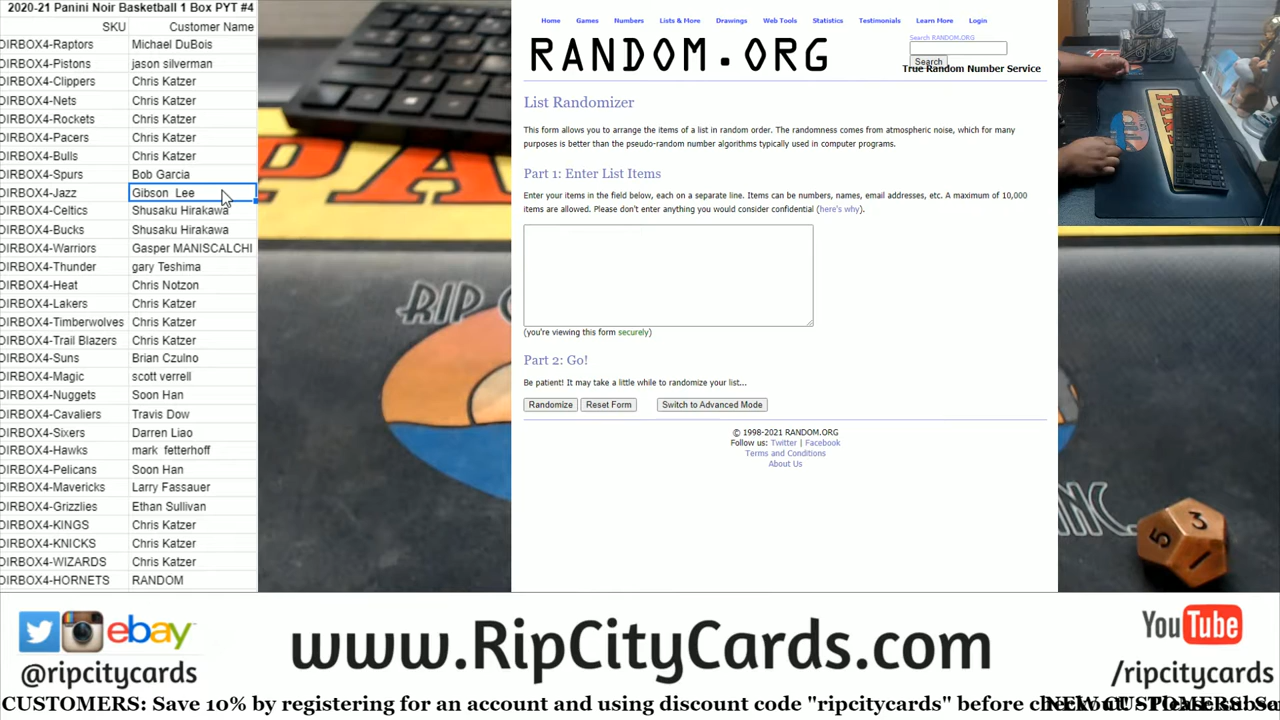 2020-21 Panini Noir Basketball 1 Box PYT #4
SKU Customer Name
DIRBOX4-Raptors Michael DuBois
DIRBOX4-Pistons jason silverman
DIRBOX4-Clippers Chris Katzer
DIRBOX4-Nets Chris Katzer
DIRBOX4-Rockets Chris Katzer
DIRBOX4-Pacers Chris Katzer
DIRBOX4-Bulls Chris Katzer
DIRBOX4-Spurs Bob Garcia
DIRBOX4-Jazz Gibson Lee
DIRBOX4-Celtics Shusaku Hirakawa
DIRBOX4-Bucks Shusaku Hirakawa
DIRBOX4-Warriors Gasper MANISCALCHI
DIRBOX4-Thunder gary Teshima
DIRBOX4-Heat Chris Notzon
DIRBOX4-Lakers Chris Katzer
DIRBOX4-Timberwolves Chris Katzer
DIRBOX4-Trail Blazers Chris Katzer
DIRBOX4-Suns Brian Czulno
DIRBOX4-Magic scott verrell
DIRBOX4-Nuggets Soon Han
DIRBOX4-Cavaliers Travis Dow
DIRBOX4-Sixers Darren Liao
DIRBOX4-Hawks mark fetterhoff
DIRBOX4-Pelicans Soon Han
DIRBOX4-Mavericks Larry Fassauer
DIRBOX4-Grizzlies Ethan Sullivan
DIRBOX4-KINGS Chris Katzer
DIRBOX4-KNICKS Chris Katzer
DIRBOX4-WIZARDS Chris Katzer
DIRBOX4-HORNETS RANDOM
Home Games Numbers Lists & More Drawings Web Tools Statistics Testimonials Learn More Login
Search RANDOM.ORG
RANDOM.ORG
Search
True Random Number Service
List Randomizer
This form allows you to arrange the items of a list in random order. The randomness comes from atmospheric noise, which for many
purposes is better than the pseudo-random number algorithms typically used in computer programs.
Part 1: Enter List Items
Enter your items in the field below, each on a separate line. Items can be numbers, names, email addresses, etc. A maximum of 10,000
items are allowed. Please don't enter anything you would consider confidential (here's why).
(you're viewing this form securely)
Part 2: Go!
Be patient! It may take a little while to randomize your list...
Randomize Reset Form Switch to Advanced Mode
© 1998-2021 RANDOM.ORG
Follow us: Twitter | Facebook
Terms and Conditions
About Us
RIP
INC.
5 3
1
ebay
@ripcitycards
www.RipCityCards.com
YouTube
/ripcitycards
CUSTOMERS: Save 10% by registering for an account and using discount code "ripcitycards" before checkout!